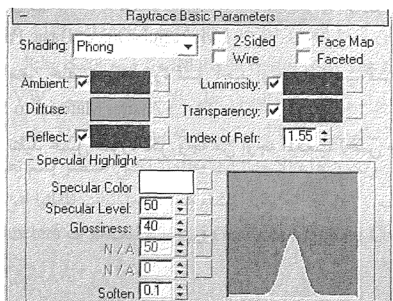 - Raytrace Basic Parameters
Shading: Phong 2-Sided Face Map
Wire Faceted
Ambient: Luminosity:
Diffuse: Transparency:
Reflect: Index of Refr: 1.55
Specular Highlight
Specular Color
Specular Level: 50
Glossiness: 40
N / A 50
N / A 0
Soften 0.1